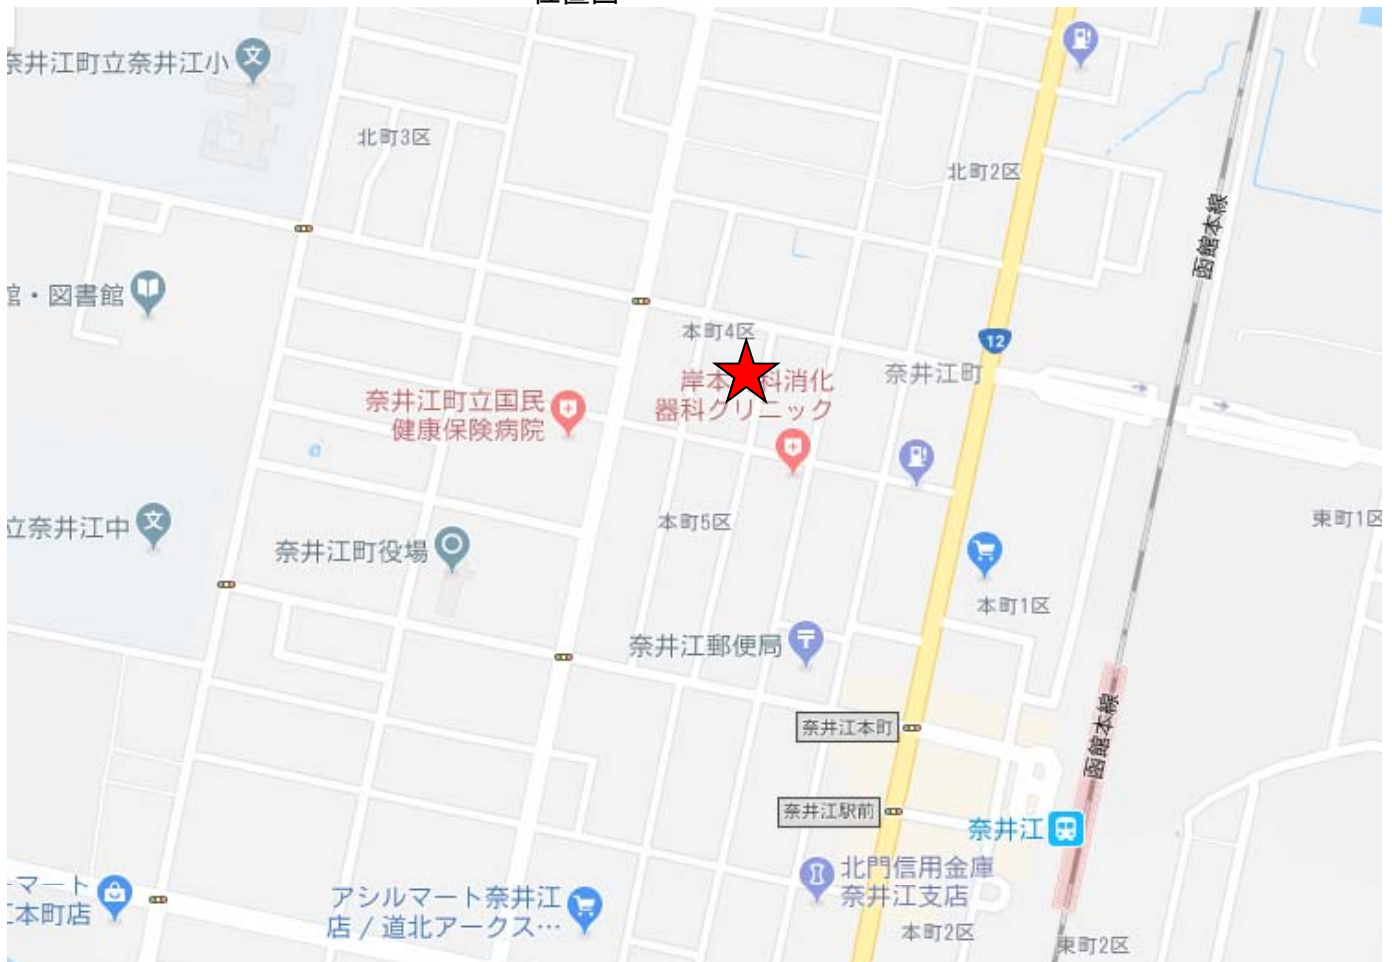 奈井江町立奈井江小
北町3区
北町2区
函館本線
館・図書館
12
本町4区
奈井江町
岸本 科消化
器科クリニック
奈井江町立国民
健康保険病院
立奈井江中
本町5区
東町1区
奈井江町役場
本町1区
奈井江郵便局
奈井江本町
函館本線
奈井江駅前
奈井江
北門信用金庫
奈井江支店
ーマート
江本町店
アシルマート奈井江
店 / 道北アークス…
本町2区
東町2区